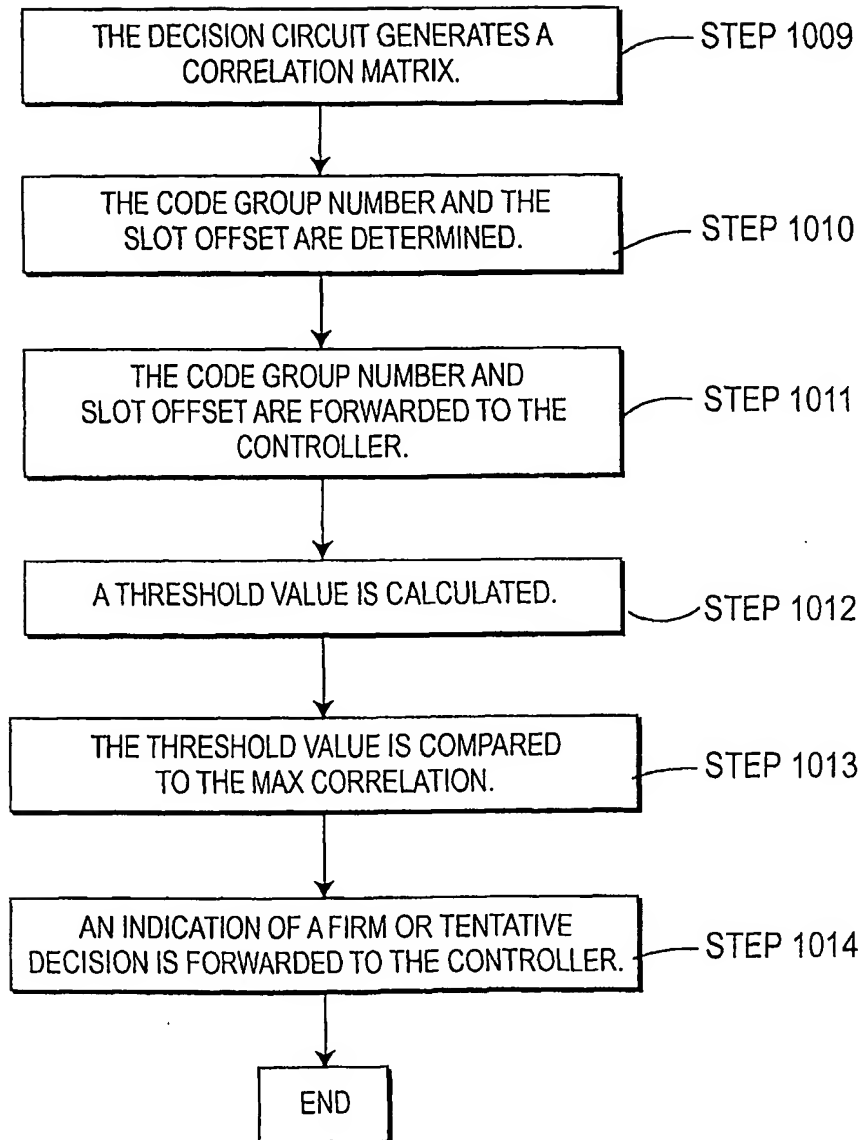 THE DECISION CIRCUIT GENERATES A
CORRELATION MATRIX.
STEP 1009
THE CODE GROUP NUMBER AND THE
SLOT OFFSET ARE DETERMINED.
STEP 1010
THE CODE GROUP NUMBER AND
SLOT OFFSET ARE FORWARDED TO THE
CONTROLLER.
STEP 1011
A THRESHOLD VALUE IS CALCULATED.
STEP 1012
THE THRESHOLD VALUE IS COMPARED
TO THE MAX CORRELATION.
STEP 1013
AN INDICATION OF A FIRM OR TENTATIVE
DECISION IS FORWARDED TO THE CONTROLLER.
STEP 1014
END